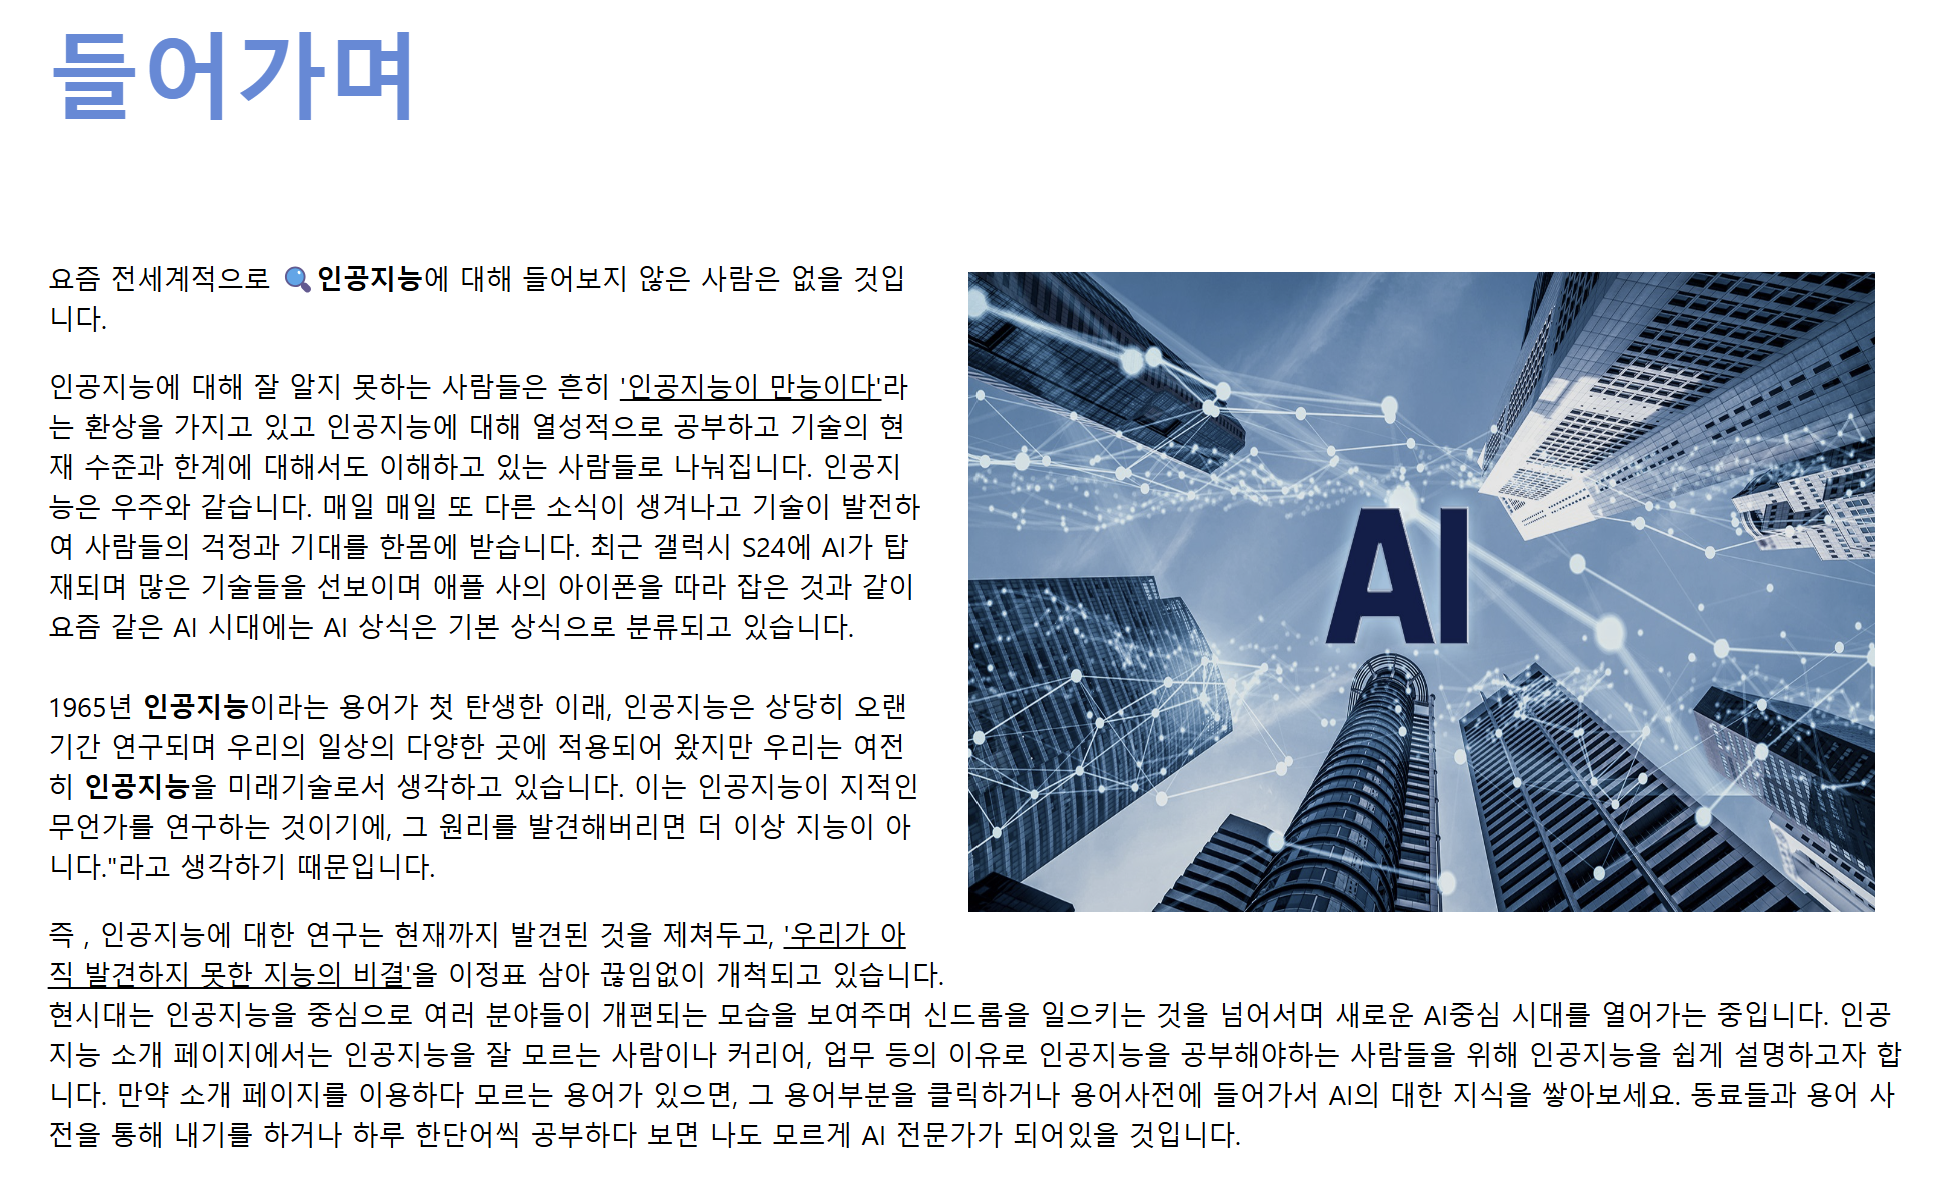 들어가며
요즘 전세계적으로 🔍인공지능에 대해 들어보지 않은 사람은 없을 것입
니다.
인공지능에 대해 잘 알지 못하는 사람들은 흔히 '인공지능이 만능이다'라
는 환상을 가지고 있고 인공지능에 대해 열성적으로 공부하고 기술의 현
재 수준과 한계에 대해서도 이해하고 있는 사람들로 나눠집니다. 인공지
능은 우주와 같습니다. 매일 매일 또 다른 소식이 생겨나고 기술이 발전하
여 사람들의 걱정과 기대를 한몸에 받습니다. 최근 갤럭시 S24에 AI가 탑
재되며 많은 기술들을 선보이며 애플 사의 아이폰을 따라 잡은 것과 같이
요즘 같은 AI 시대에는 AI 상식은 기본 상식으로 분류되고 있습니다.
1965년 인공지능이라는 용어가 첫 탄생한 이래, 인공지능은 상당히 오랜
기간 연구되며 우리의 일상의 다양한 곳에 적용되어 왔지만 우리는 여전
히 인공지능을 미래기술로서 생각하고 있습니다. 이는 인공지능이 지적인
무언가를 연구하는 것이기에, 그 원리를 발견해버리면 더 이상 지능이 아
니다."라고 생각하기 때문입니다.
즉 , 인공지능에 대한 연구는 현재까지 발견된 것을 제쳐두고, '우리가 아
직 발견하지 못한 지능의 비결'을 이정표 삼아 끊임없이 개척되고 있습니다.
현시대는 인공지능을 중심으로 여러 분야들이 개편되는 모습을 보여주며 신드롬을 일으키는 것을 넘어서며 새로운 AI중심 시대를 열어가는 중입니다. 인공
지능 소개 페이지에서는 인공지능을 잘 모르는 사람이나 커리어, 업무 등의 이유로 인공지능을 공부해야하는 사람들을 위해 인공지능을 쉽게 설명하고자 합
니다. 만약 소개 페이지를 이용하다 모르는 용어가 있으면, 그 용어부분을 클릭하거나 용어사전에 들어가서 AI의 대한 지식을 쌓아보세요. 동료들과 용어 사
전을 통해 내기를 하거나 하루 한단어씩 공부하다 보면 나도 모르게 AI 전문가가 되어있을 것입니다.
AI